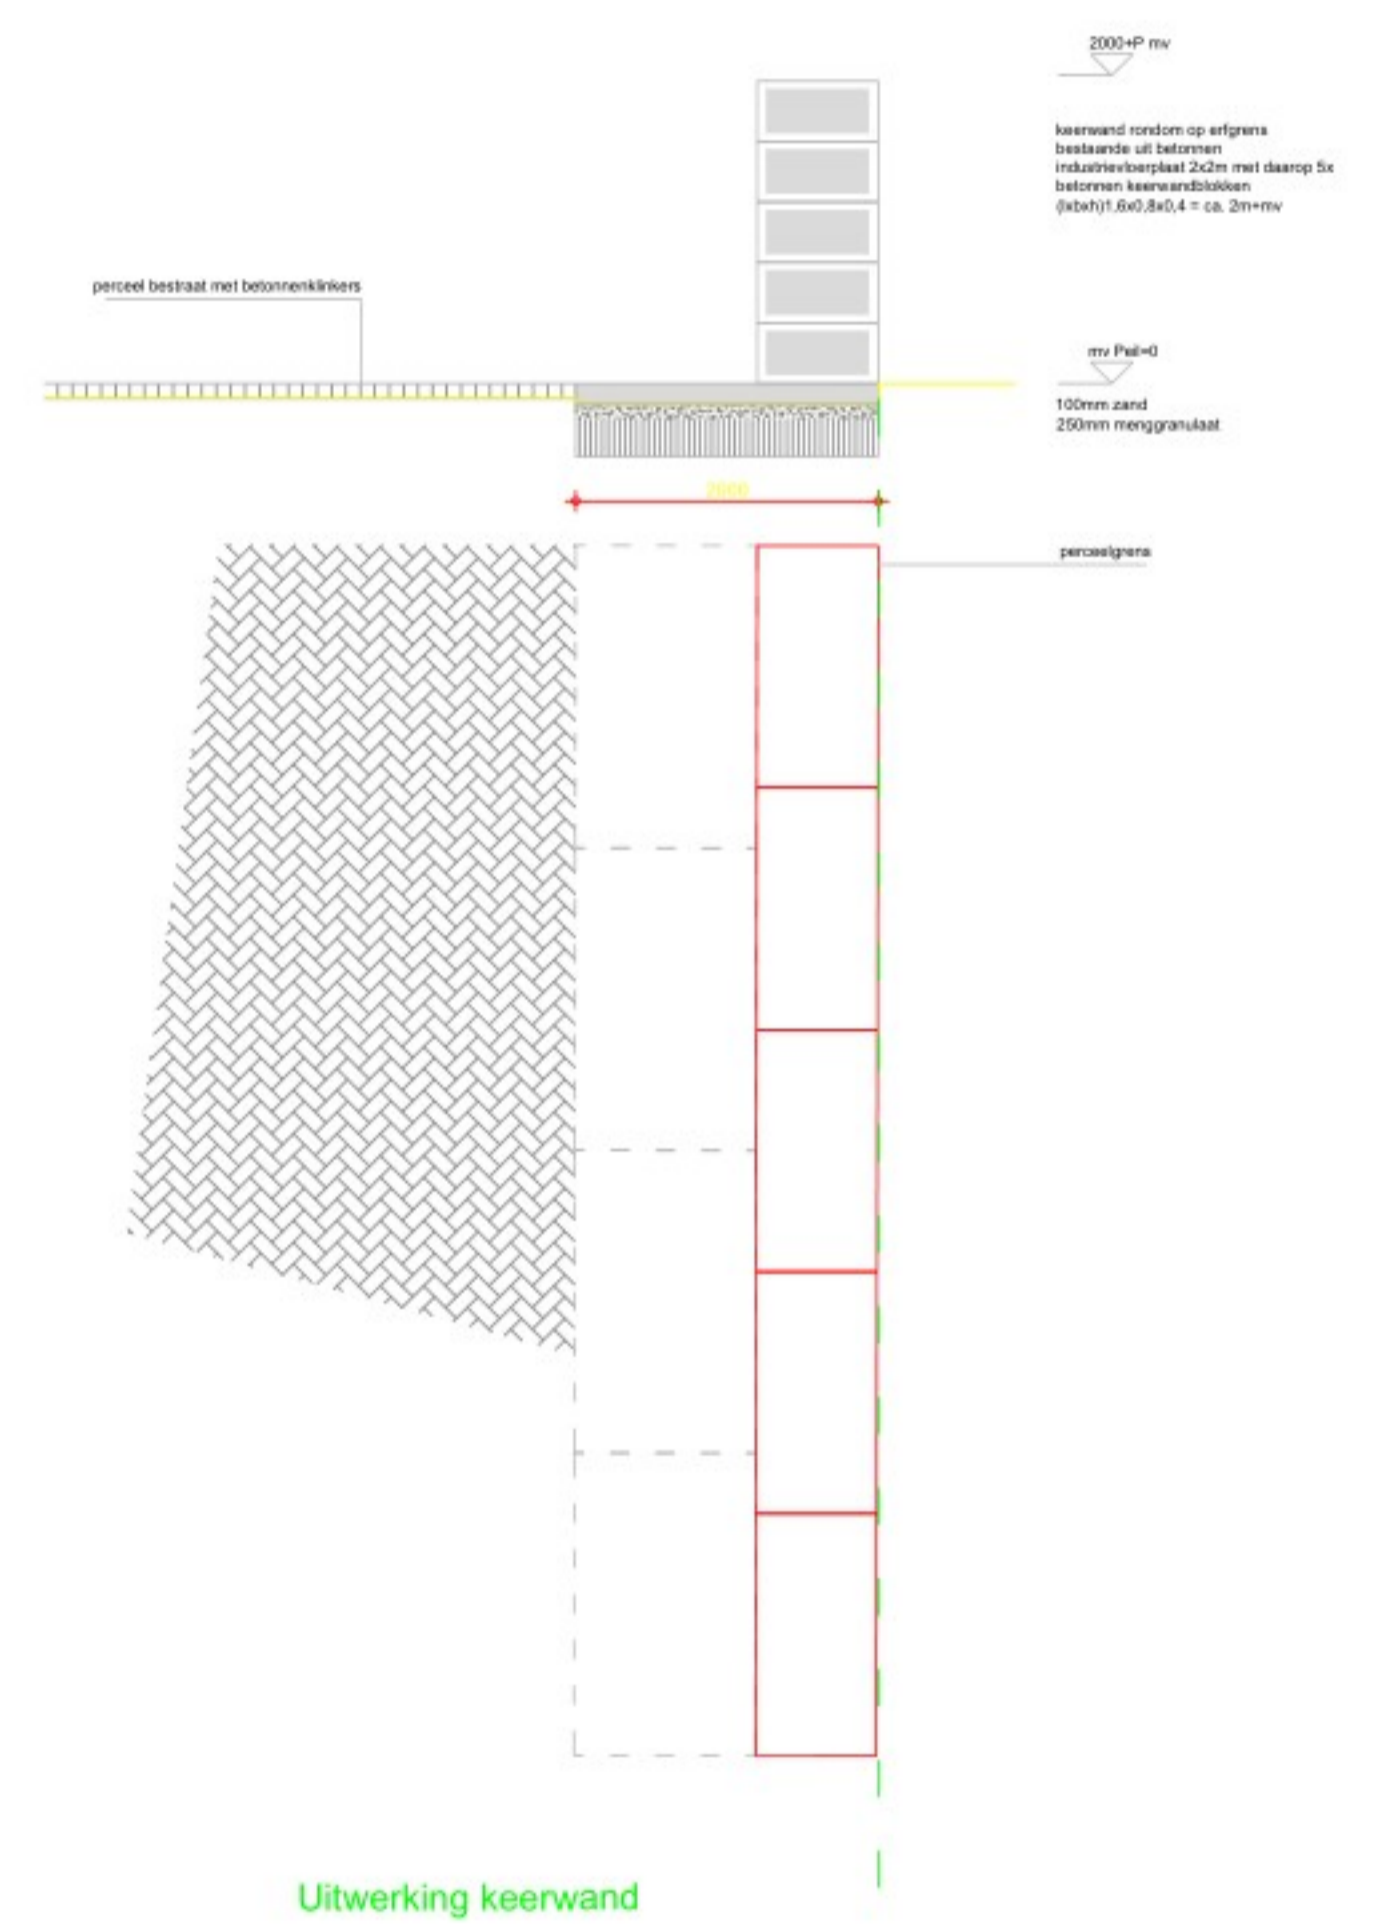 2000+P mv
keerwand rondom op erfgrens
bestaande uit betonnen
industrievloerplaat 2x2m met daarop 5x
betonnen keerwandblokken
(lxbxh)1,6x0,8x0,4 = ca. 2m+mv
perceel bestraat met betonnenklinkers
mv Peil=0
100mm zand
250mm menggranulaat
2000
perceelgrens
Uitwerking keerwand